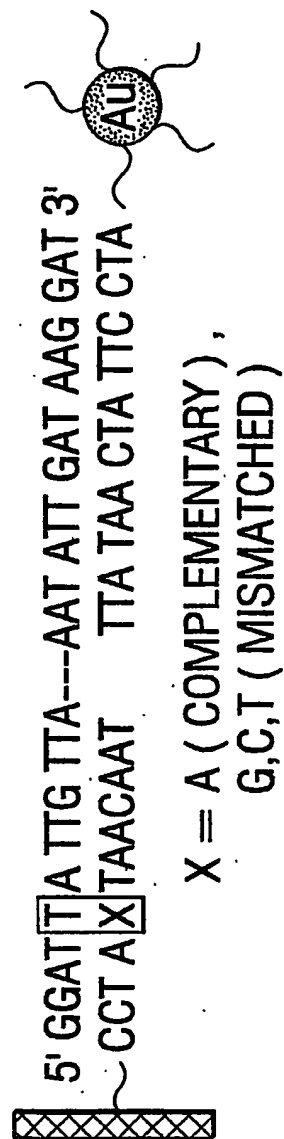 5' GGATT A TTG TTA---AAT ATT GAT AAG GAT 3'
CCT A X TAACAAT TTA TAA CTA TTC CTA
Au
X = A ( COMPLEMENTARY ) ,
G,C,T ( MISMATCHED )